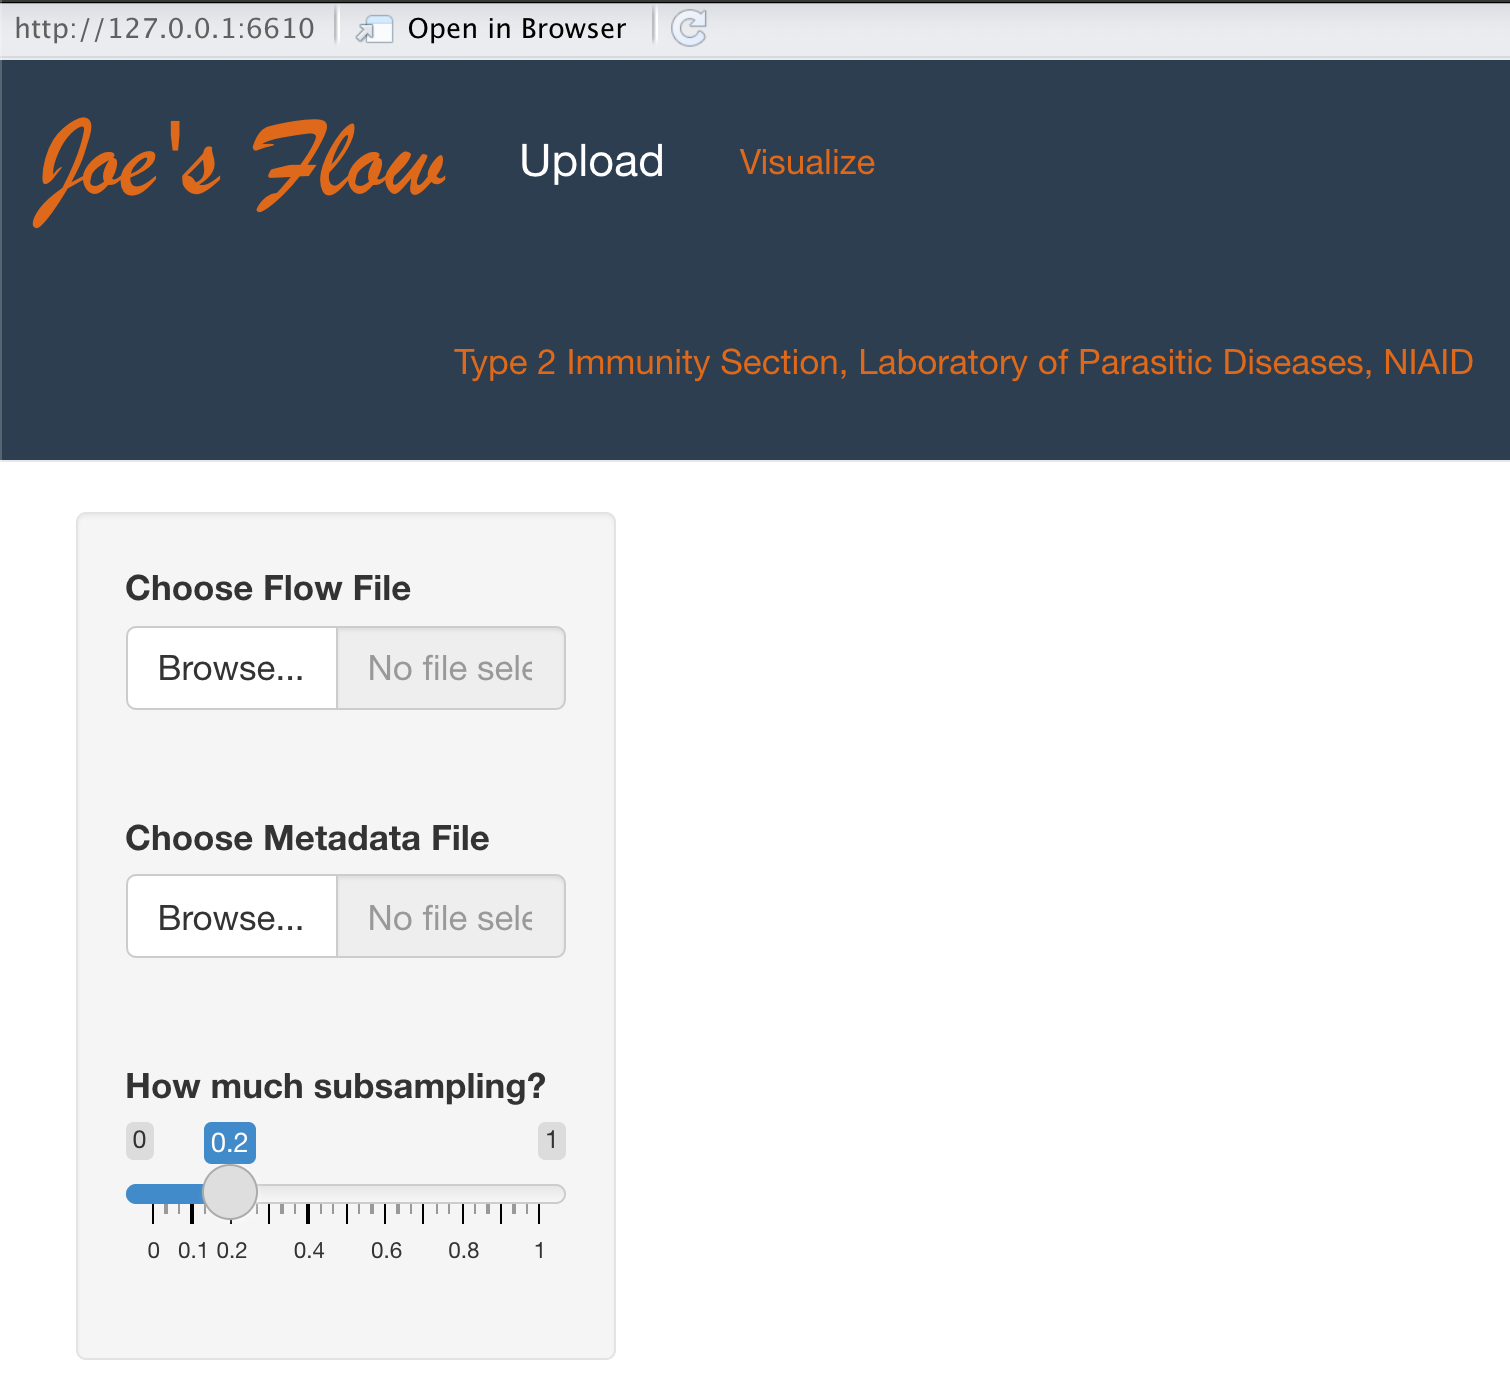 http://127.0.0.1:6610 Open in Browser
Joe's Flow Upload Visualize
Type 2 Immunity Section, Laboratory of Parasitic Diseases, NIAID
Choose Flow File
Browse... No file sele
Choose Metadata File
Browse... No file sele
How much subsampling?
0 0.2 1
0 0.1 0.2 0.4 0.6 0.8 1